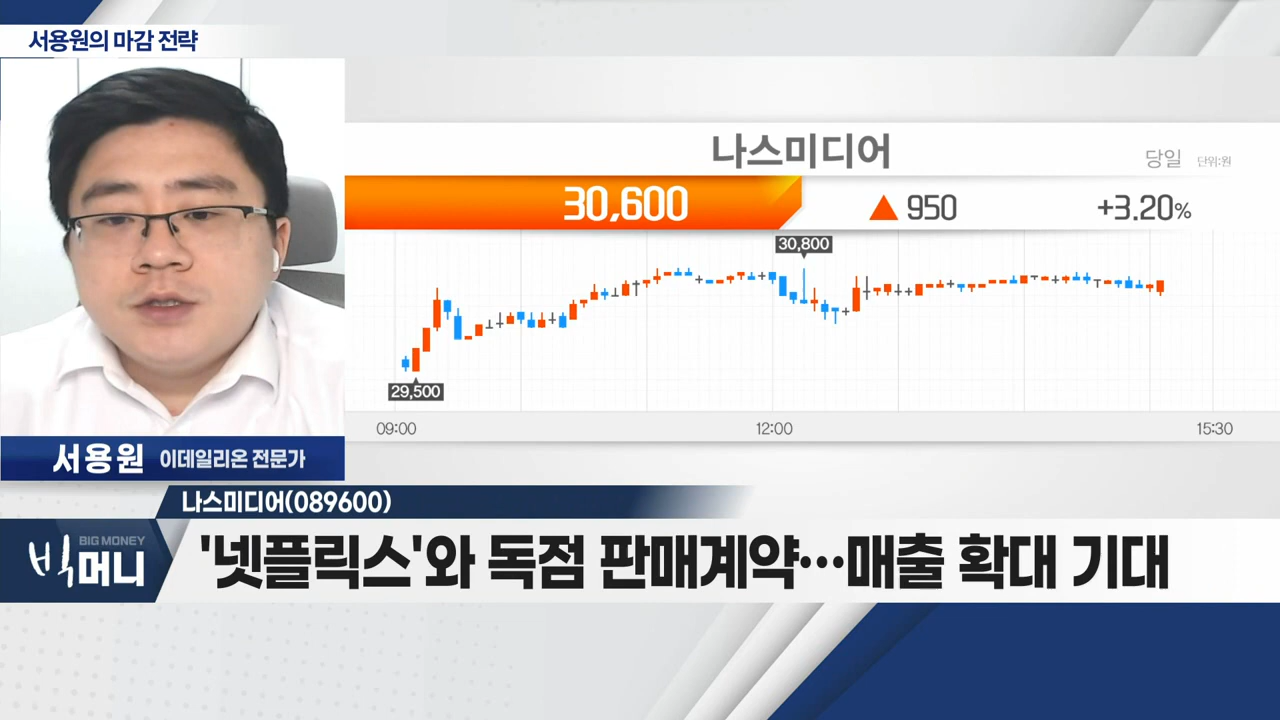 서용원의 마감 전략
나스미디어
당일 단위:원
30,600 ▲ 950 +3.20%
30,800
29,500
09:00 12:00 15:30
서용원 이데일리온 전문가
나스미디어(089600)
BIG MONEY
빅머니
'넷플릭스'와 독점 판매계약…매출 확대 기대